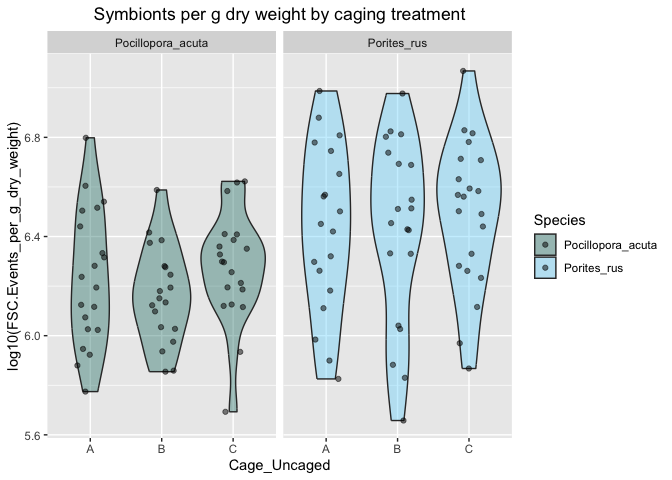 Symbionts per g dry weight by caging treatment
Pocillopora_acuta
Porites_rus
log10(FSC.Events_per_g_dry_weight)
6.8
6.4
6.0
5.6
A
B
C
A
B
C
Cage_Uncaged
Species
Pocillopora_acuta
Porites_rus